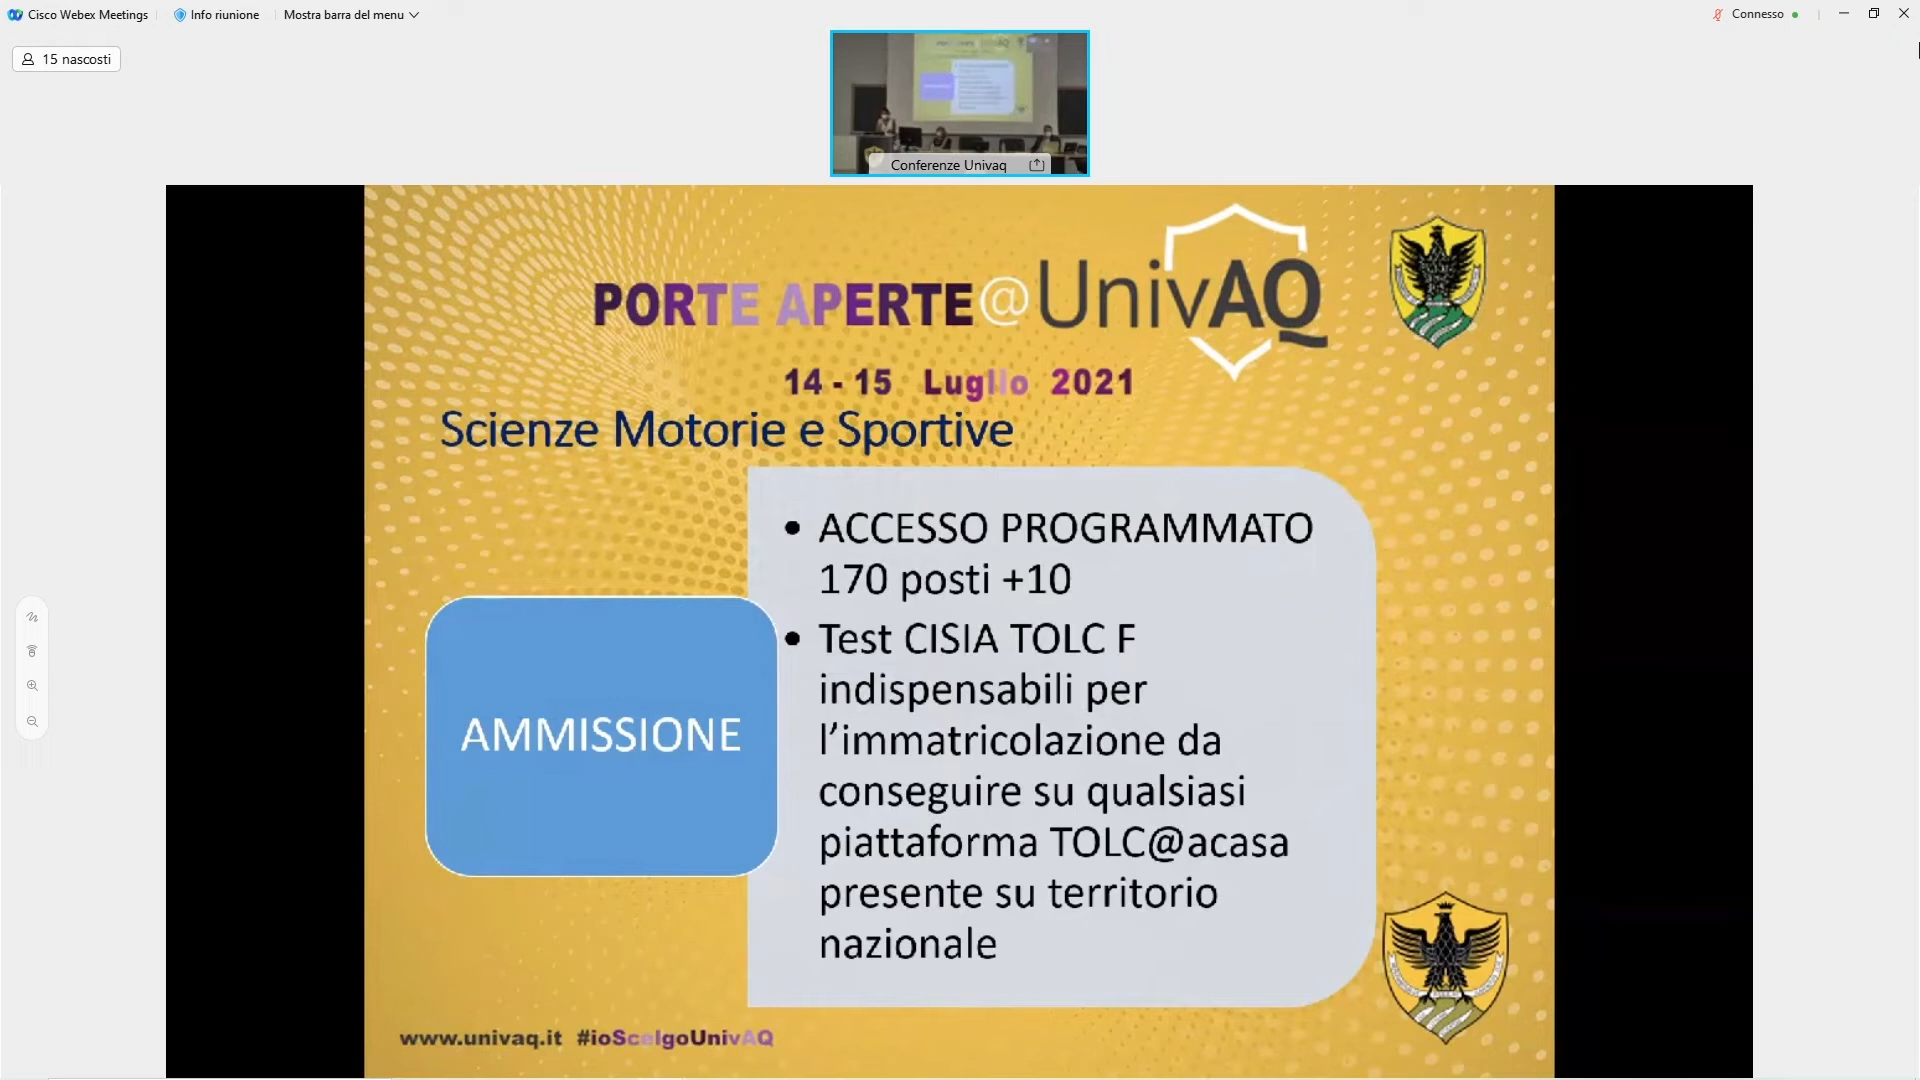 Cisco Webex Meetings
Info riunione
Mostra barra del menu
Connesso
15 nascosti
Conferenze Univaq
PORTE APERTE@UnivAQ
14 - 15 Luglio 2021
Scienze Motorie e Sportive
• ACCESSO PROGRAMMATO
170 posti +10
• Test CISIA TOLC F
indispensabili per
l’immatricolazione da
conseguire su qualsiasi
piattaforma TOLC@acasa
presente su territorio
nazionale
AMMISSIONE
www.univaq.it #ioScelgoUnivAQ